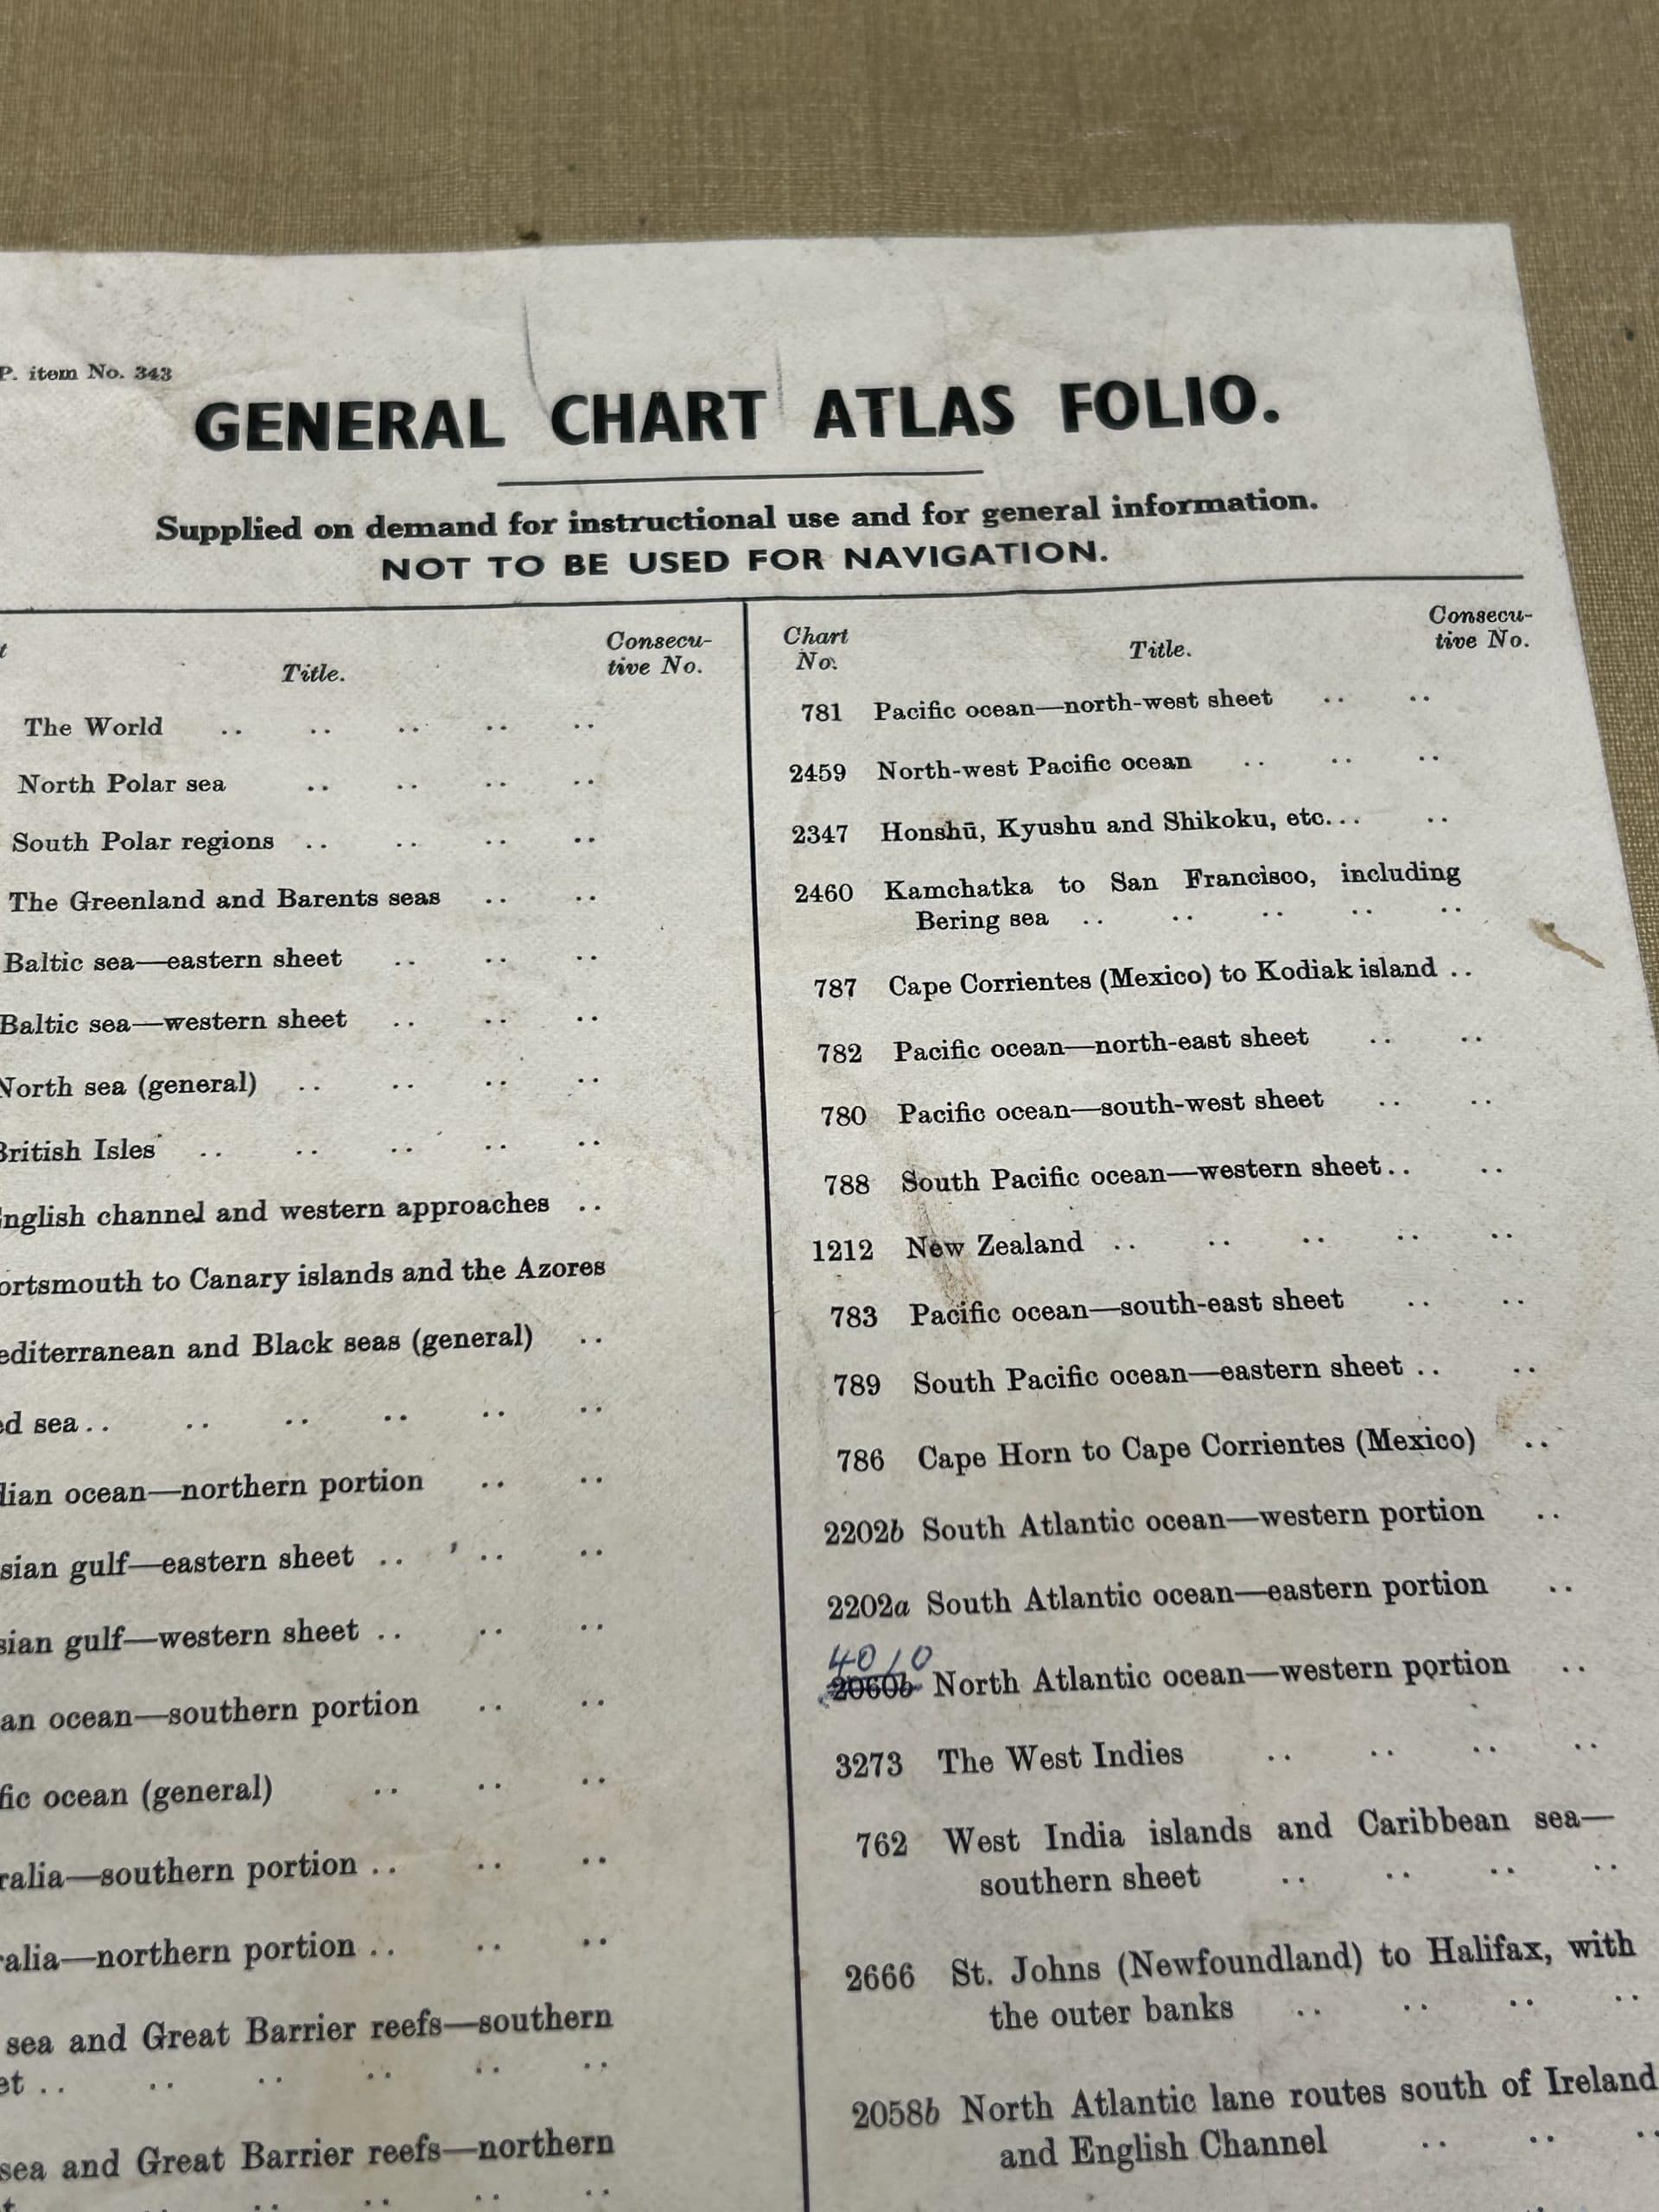 P. item No. 343
GENERAL CHART ATLAS FOLIO.
Supplied on demand for instructional use and for general information.
NOT TO BE USED FOR NAVIGATION.
Title.
Consecu-
tive No.
The World .. .. .. .. ..
North Polar sea .. .. .. ..
South Polar regions .. .. .. ..
The Greenland and Barents seas .. ..
Baltic sea—eastern sheet .. .. ..
Baltic sea—western sheet .. .. ..
North sea (general) .. .. .. ..
British Isles .. .. .. .. ..
English channel and western approaches ..
ortsmouth to Canary islands and the Azores
editerranean and Black seas (general) ..
ed sea .. .. .. .. .. ..
dian ocean—northern portion .. ..
sian gulf—eastern sheet .. .. ..
sian gulf—western sheet .. .. ..
an ocean—southern portion .. ..
fic ocean (general) .. .. ..
ralia—southern portion .. .. ..
ralia—northern portion .. .. ..
sea and Great Barrier reefs—southern
et .. .. .. .. .. ..
sea and Great Barrier reefs—northern
Chart
No.
Title.
Consecu-
tive No.
781 Pacific ocean—north-west sheet .. ..
2459 North-west Pacific ocean .. .. ..
2347 Honshū, Kyushu and Shikoku, etc... ..
2460 Kamchatka to San Francisco, including
Bering sea .. .. .. .. ..
787 Cape Corrientes (Mexico) to Kodiak island ..
782 Pacific ocean—north-east sheet .. ..
780 Pacific ocean—south-west sheet .. ..
788 South Pacific ocean—western sheet .. ..
1212 New Zealand .. .. .. .. ..
783 Pacific ocean—south-east sheet .. ..
789 South Pacific ocean—eastern sheet .. ..
786 Cape Horn to Cape Corrientes (Mexico) ..
2202b South Atlantic ocean—western portion ..
2202a South Atlantic ocean—eastern portion ..
4010
2060b North Atlantic ocean—western portion ..
3273 The West Indies .. .. .. ..
762 West India islands and Caribbean sea—
southern sheet .. .. .. ..
2666 St. Johns (Newfoundland) to Halifax, with
the outer banks .. .. .. ..
2058b North Atlantic lane routes south of Ireland
and English Channel .. .. ..